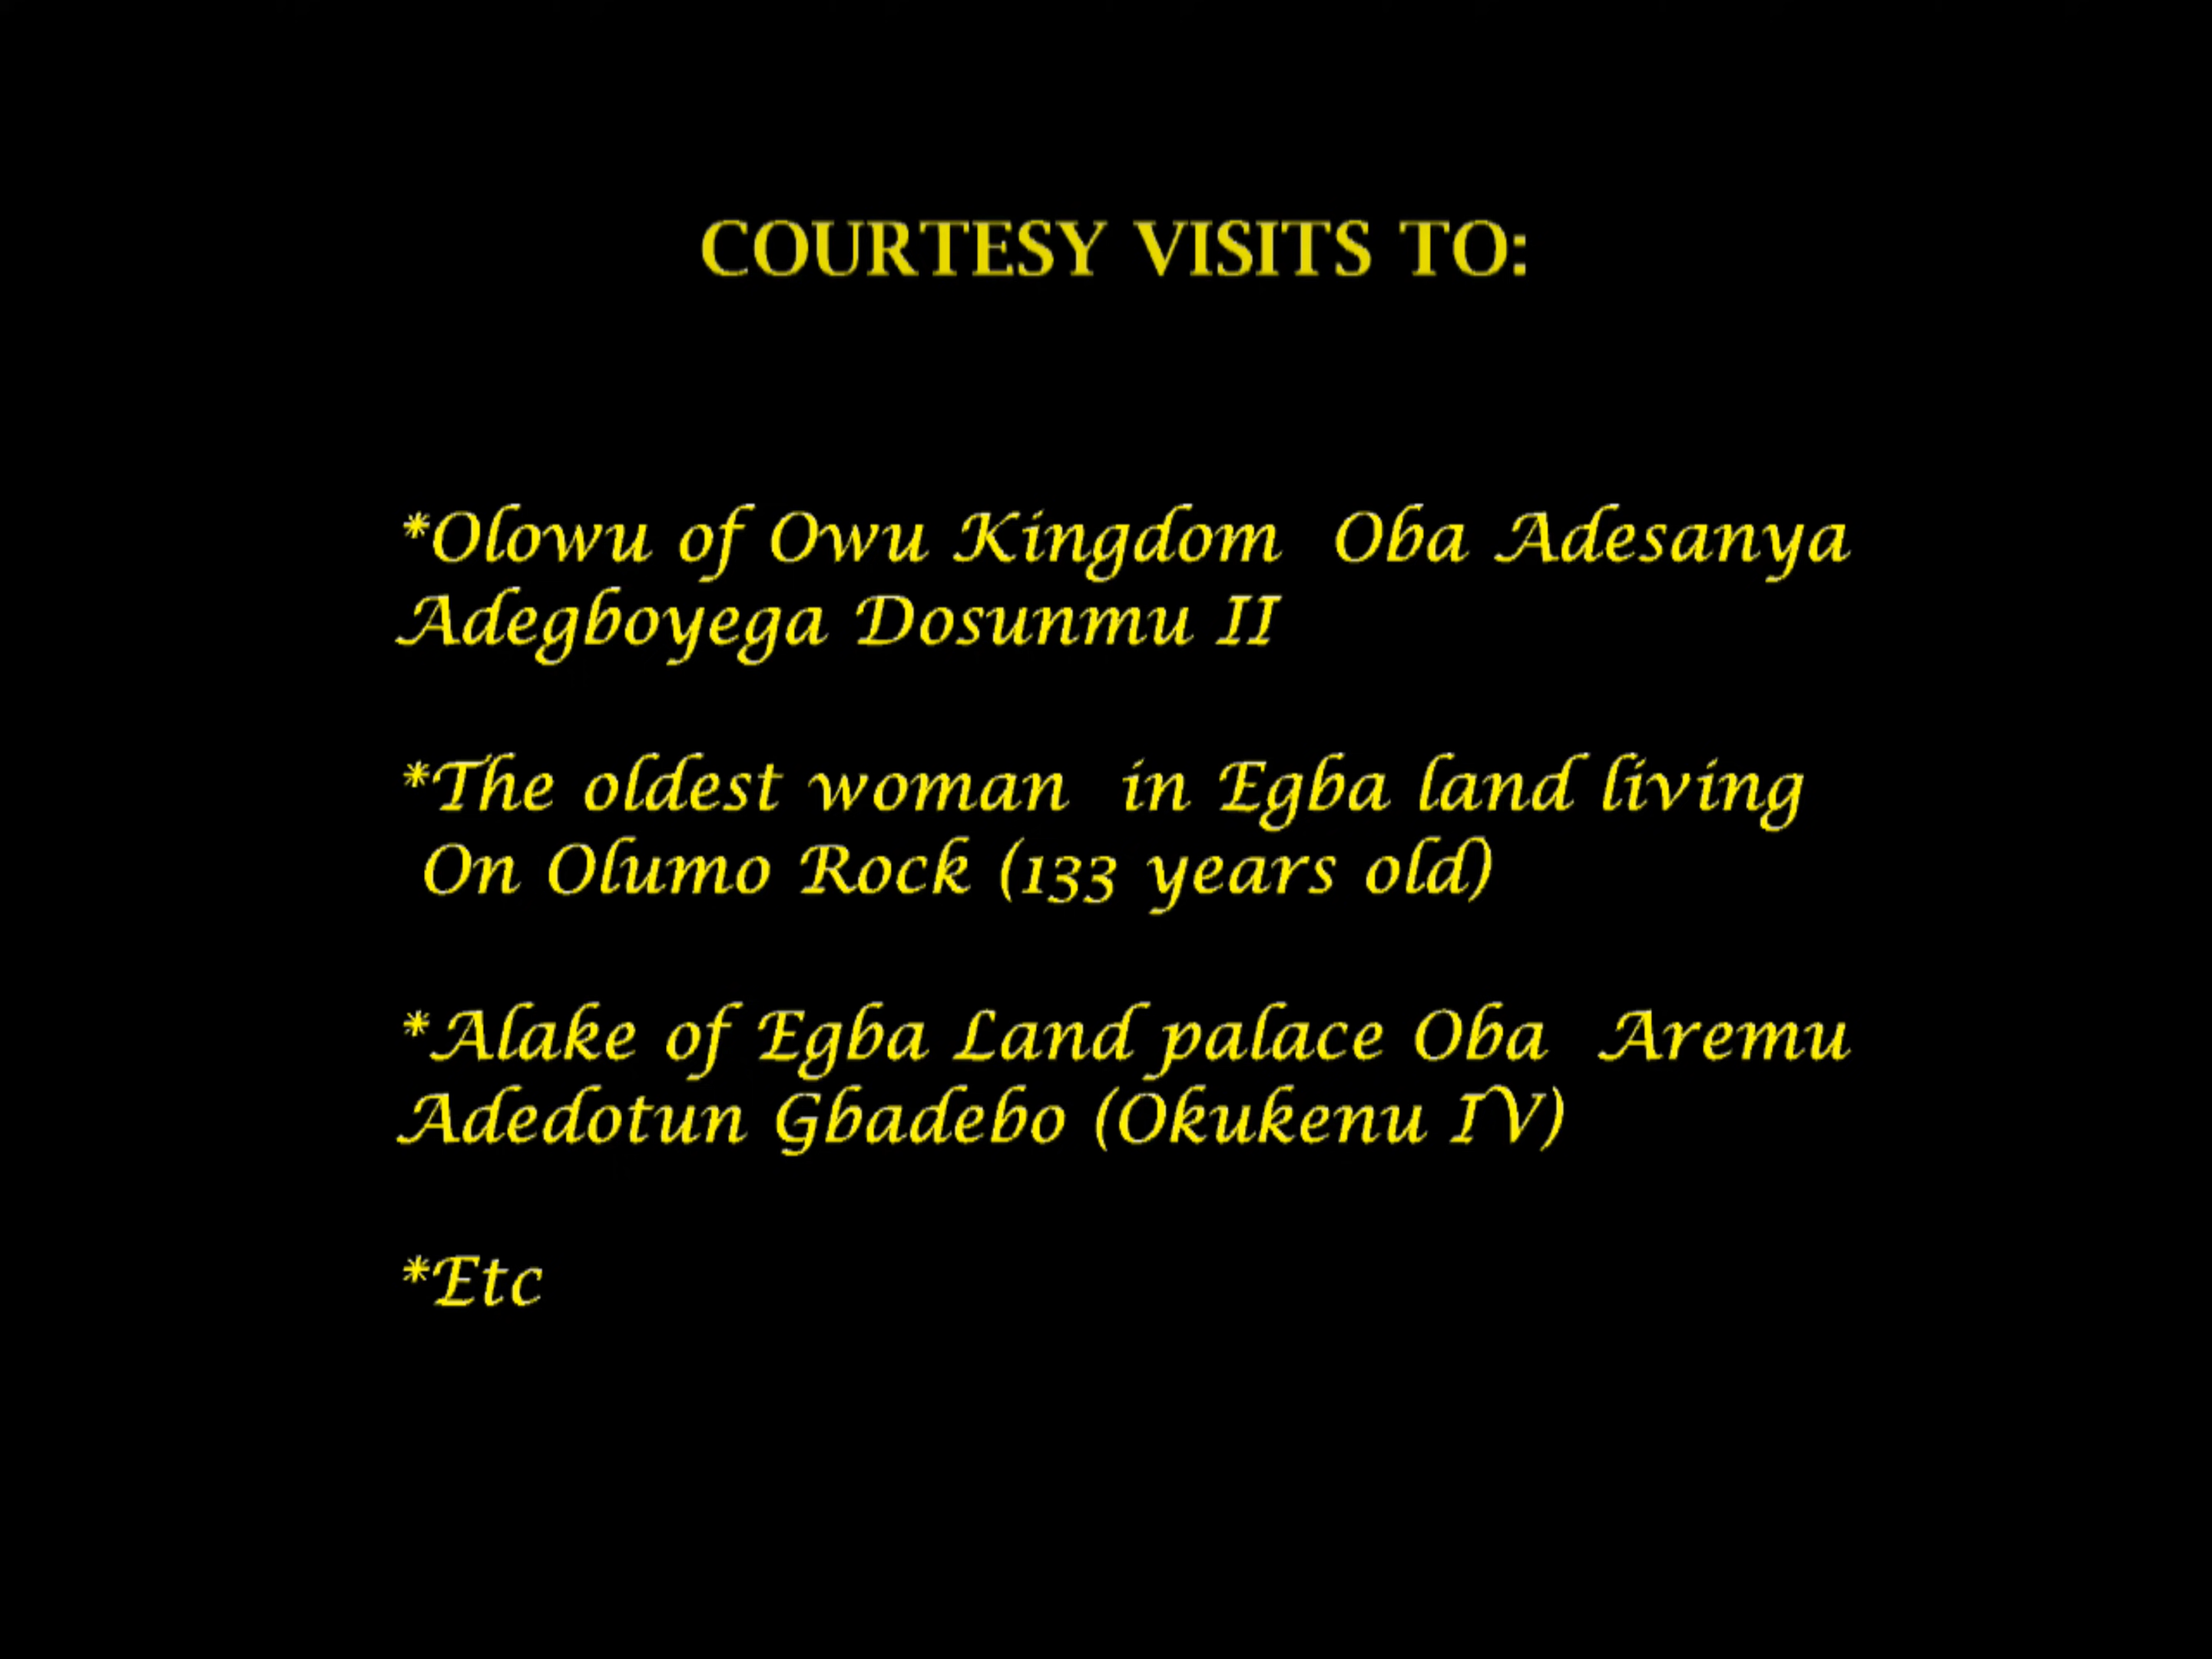 COURTESY VISITS TO:
*Olowu of Owu Kingdom Oba Adesanya
Adegboyega Dosunmu II
*The oldest woman in Egba land living
On Olumo Rock (133 years old)
*Alake of Egba Land palace Oba Aremu
Adedotun Gbadebo (Okukenu IV)
*Etc